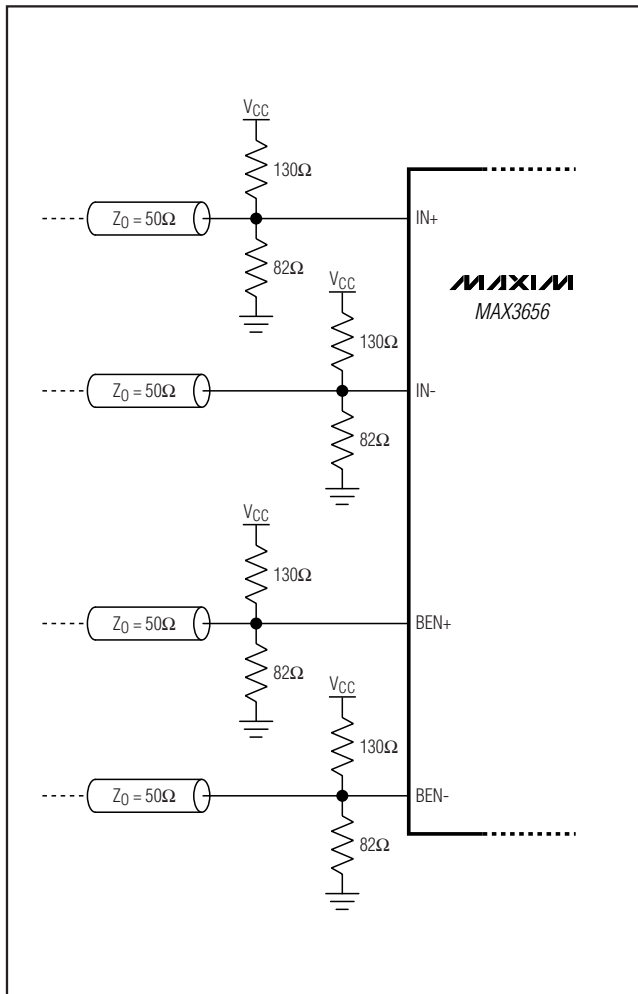 VCC
130Ω
Z0 = 50Ω
IN+
82Ω
MAXIM
MAX3656
VCC
130Ω
Z0 = 50Ω
IN-
82Ω
VCC
130Ω
Z0 = 50Ω
BEN+
82Ω
VCC
130Ω
Z0 = 50Ω
BEN-
82Ω